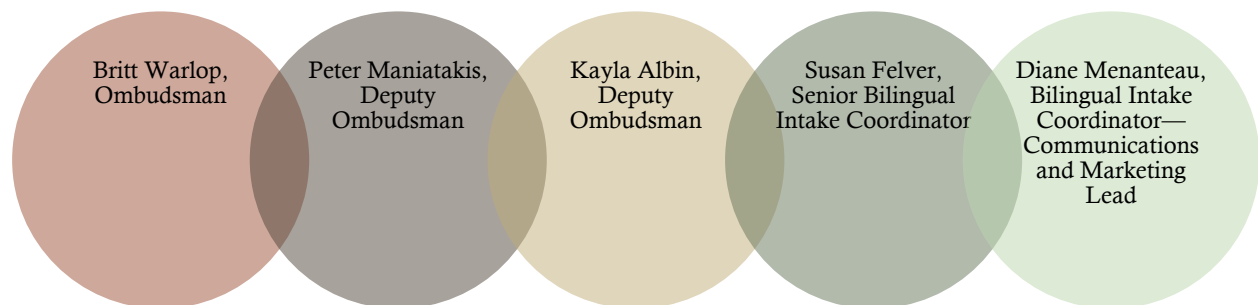 Britt Warlop,
Ombudsman
Peter Maniatakis,
Deputy
Ombudsman
Kayla Albin,
Deputy
Ombudsman
Susan Felver,
Senior Bilingual
Intake Coordinator
Diane Menanteau,
Bilingual Intake
Coordinator—
Communications
and Marketing
Lead